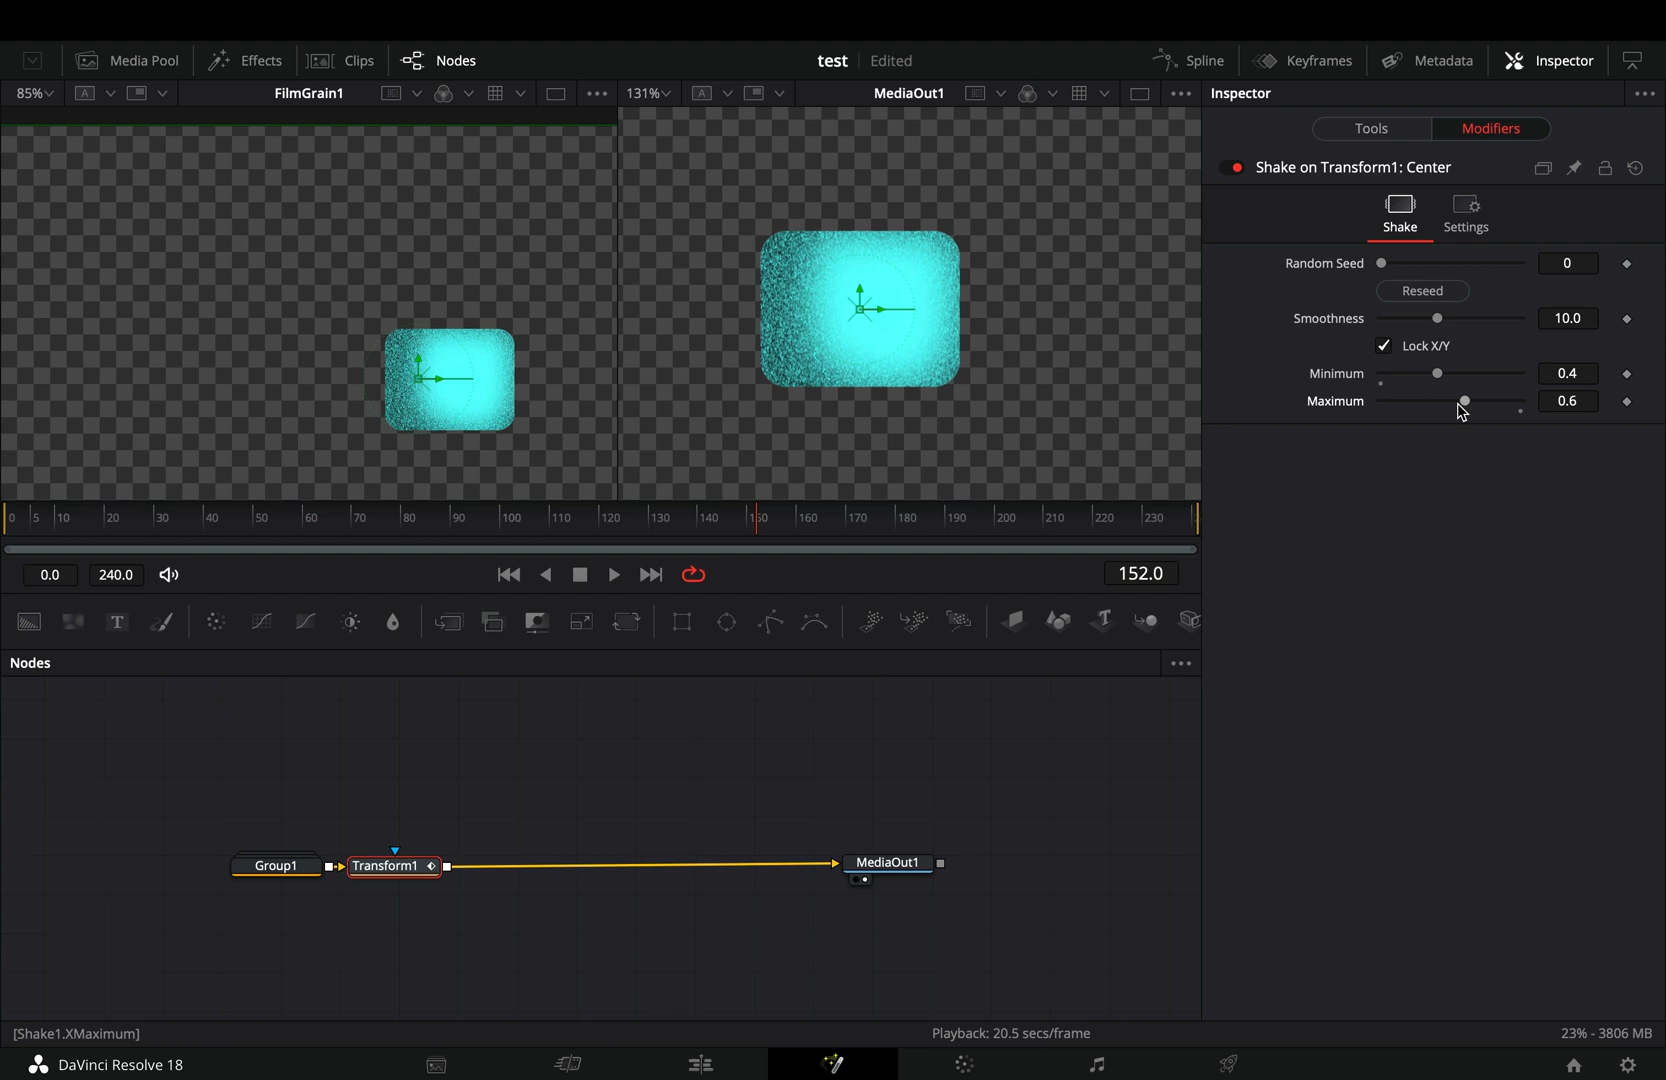 Media Pool Effects Clips Nodes test Edited Spline Keyframes Metadata Inspector
85% A FilmGrain1 131% A MediaOut1 Inspector
Tools Modifiers
Shake on Transform1: Center
Shake Settings
Random Seed 0
Reseed
Smoothness 10.0
Lock X/Y
Minimum 0.4
Maximum 0.6
0 5 10 20 30 40 50 60 70 80 90 100 110 120 130 140 150 160 170 180 190 200 210 220 230
0.0 240.0 152.0
T T
Nodes
Group1 Transform1 MediaOut1
[Shake1.XMaximum] Playback: 20.5 secs/frame 23% - 3806 MB
DaVinci Resolve 18